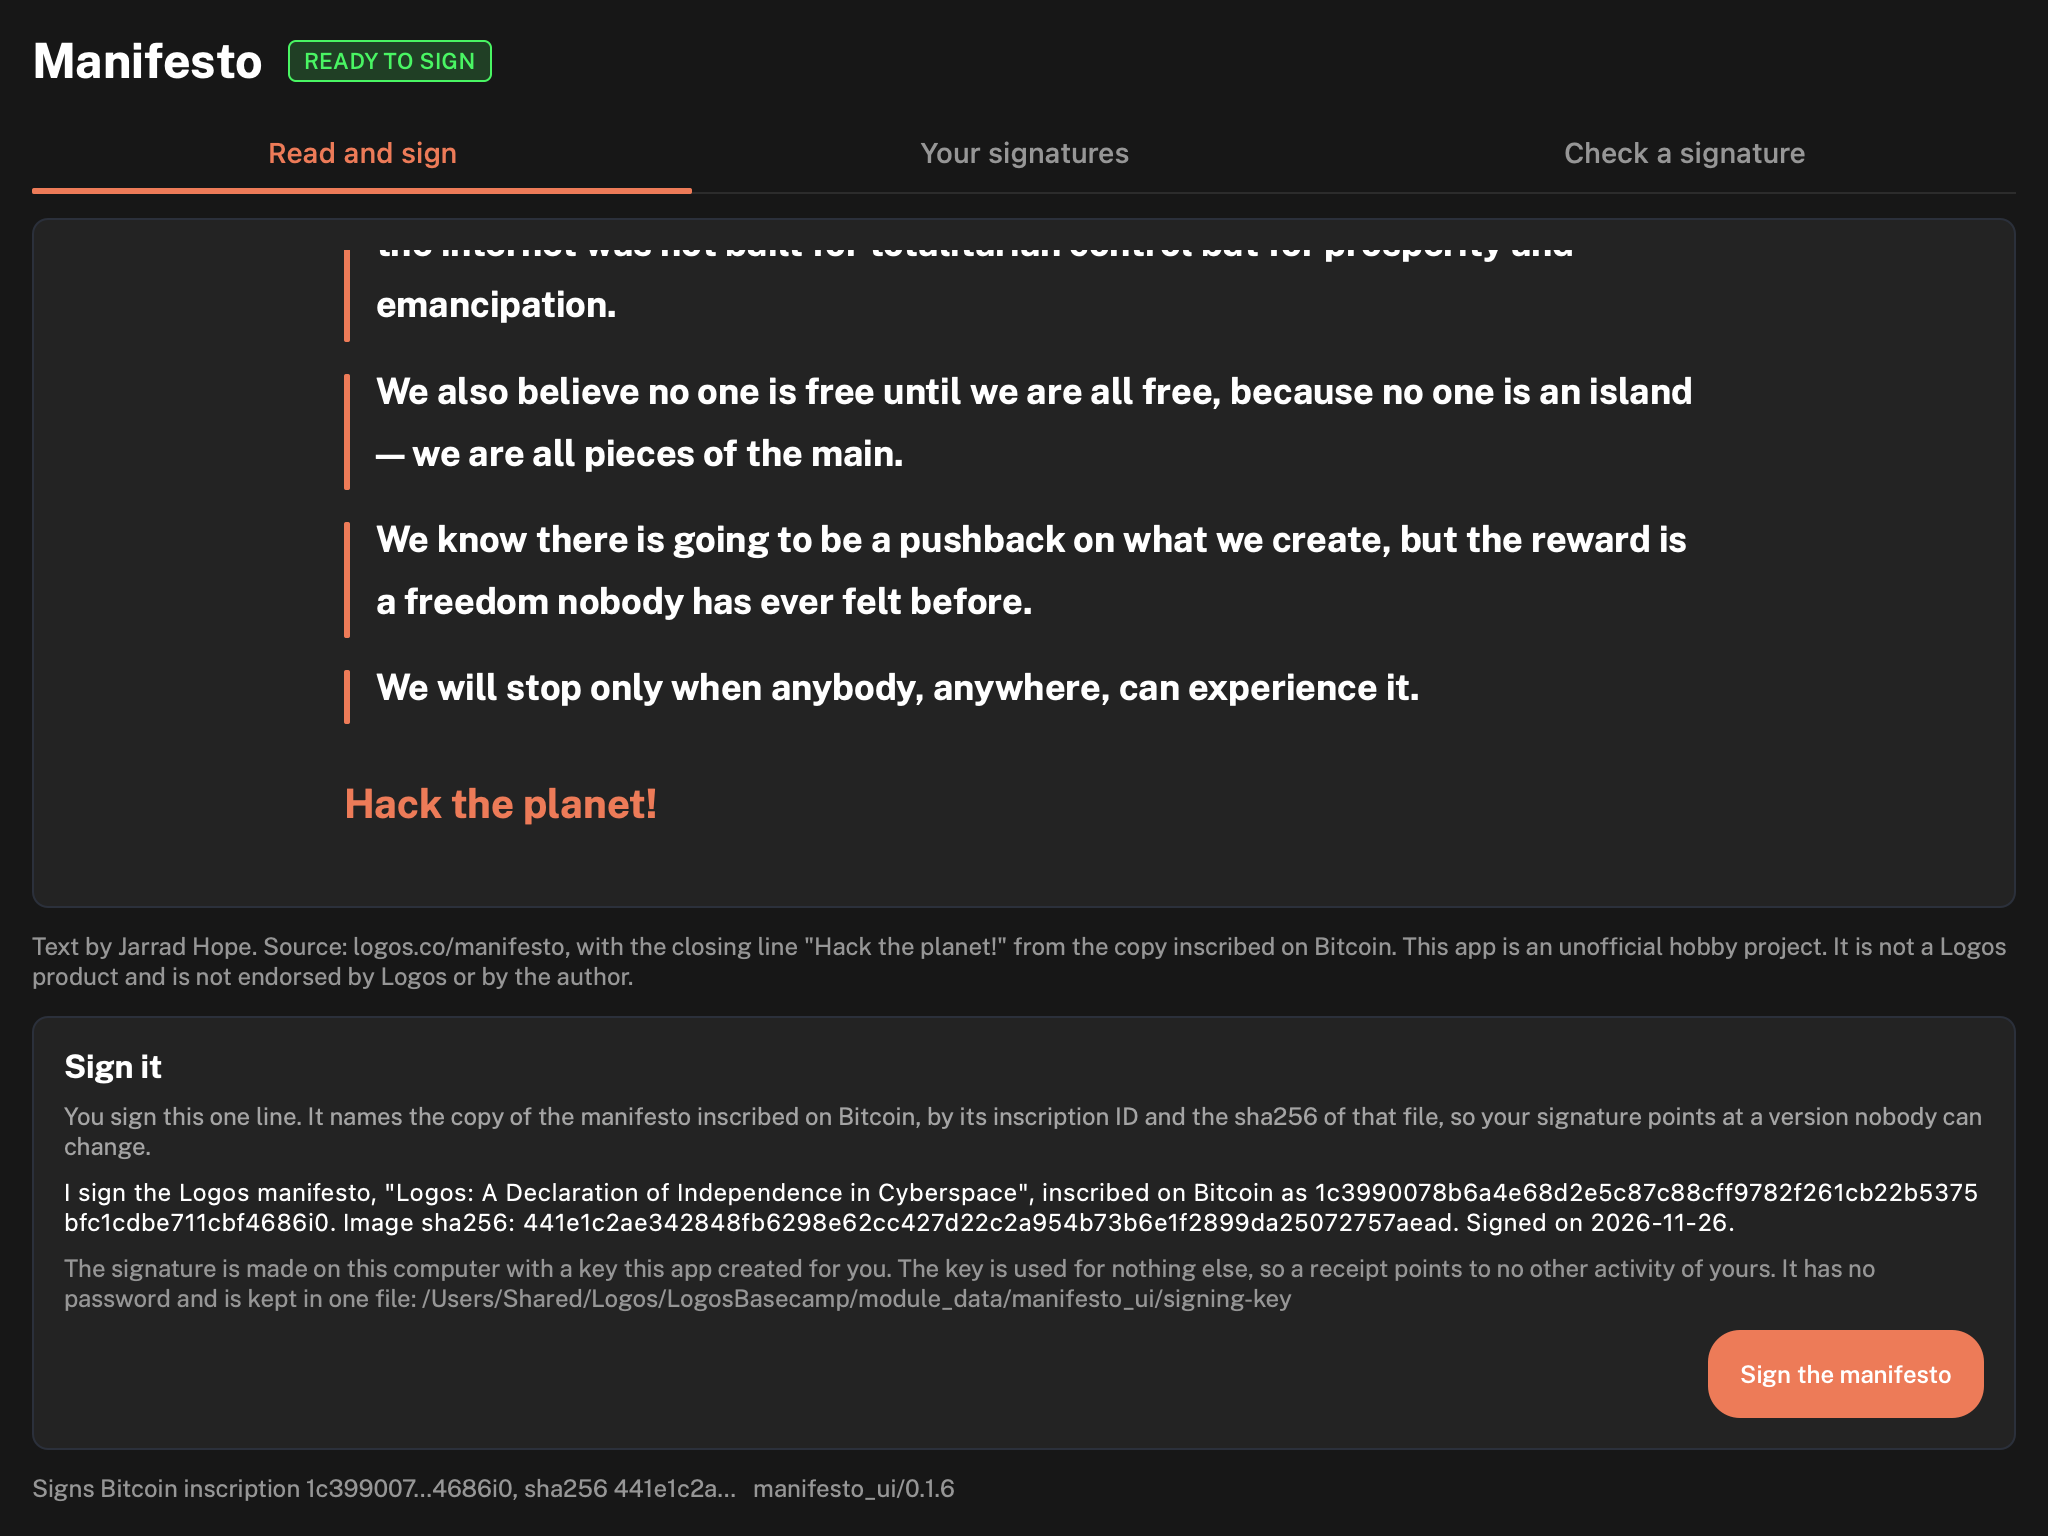 Manifesto
READY TO SIGN
Read and sign
Your signatures
Check a signature
the internet was not built for totalitarian control but for prosperity and
emancipation.
We also believe no one is free until we are all free, because no one is an island
— we are all pieces of the main.
We know there is going to be a pushback on what we create, but the reward is
a freedom nobody has ever felt before.
We will stop only when anybody, anywhere, can experience it.
Hack the planet!
Text by Jarrad Hope. Source: logos.co/manifesto, with the closing line "Hack the planet!" from the copy inscribed on Bitcoin. This app is an unofficial hobby project. It is not a Logos
product and is not endorsed by Logos or by the author.
Sign it
You sign this one line. It names the copy of the manifesto inscribed on Bitcoin, by its inscription ID and the sha256 of that file, so your signature points at a version nobody can
change.
I sign the Logos manifesto, "Logos: A Declaration of Independence in Cyberspace", inscribed on Bitcoin as 1c3990078b6a4e68d2e5c87c88cff9782f261cb22b5375
bfc1cdbe711cbf4686i0. Image sha256: 441e1c2ae342848fb6298e62cc427d22c2a954b73b6e1f2899da25072757aead. Signed on 2026-11-26.
The signature is made on this computer with a key this app created for you. The key is used for nothing else, so a receipt points to no other activity of yours. It has no
password and is kept in one file: /Users/Shared/Logos/LogosBasecamp/module_data/manifesto_ui/signing-key
Sign the manifesto
Signs Bitcoin inscription 1c399007…4686i0, sha256 441e1c2a… manifesto_ui/0.1.6